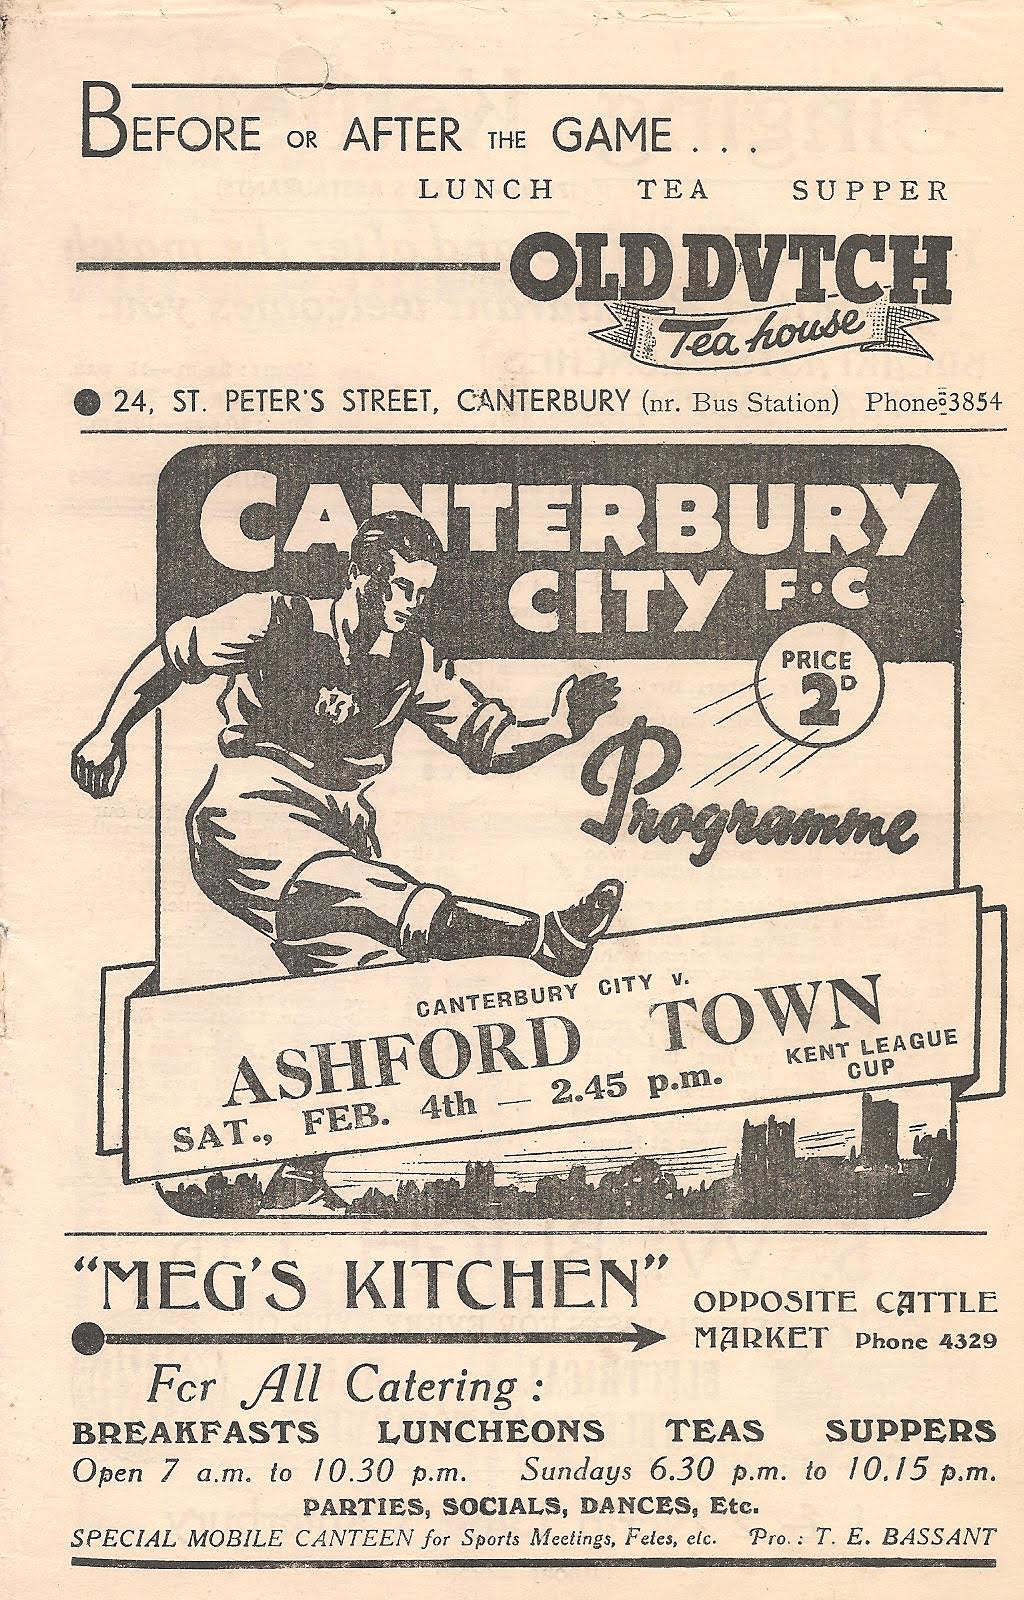 BEFORE OR AFTER THE GAME . . .
LUNCH TEA SUPPER
OLD DVTCH
Tea house
24, ST. PETER'S STREET, CANTERBURY (nr. Bus Station) Phone : 3854
CANTERBURY
CITY F·C
PRICE
2D
Programme
CANTERBURY CITY V.
ASHFORD TOWN
SAT., FEB. 4th — 2.45 p.m.
KENT LEAGUE
CUP
"MEG'S KITCHEN"
OPPOSITE CATTLE
MARKET Phone 4329
For All Catering :
BREAKFASTS LUNCHEONS TEAS SUPPERS
Open 7 a.m. to 10.30 p.m. Sundays 6.30 p.m. to 10.15 p.m.
PARTIES, SOCIALS, DANCES, Etc.
SPECIAL MOBILE CANTEEN for Sports Meetings, Fetes, etc. Pro. : T. E. BASSANT